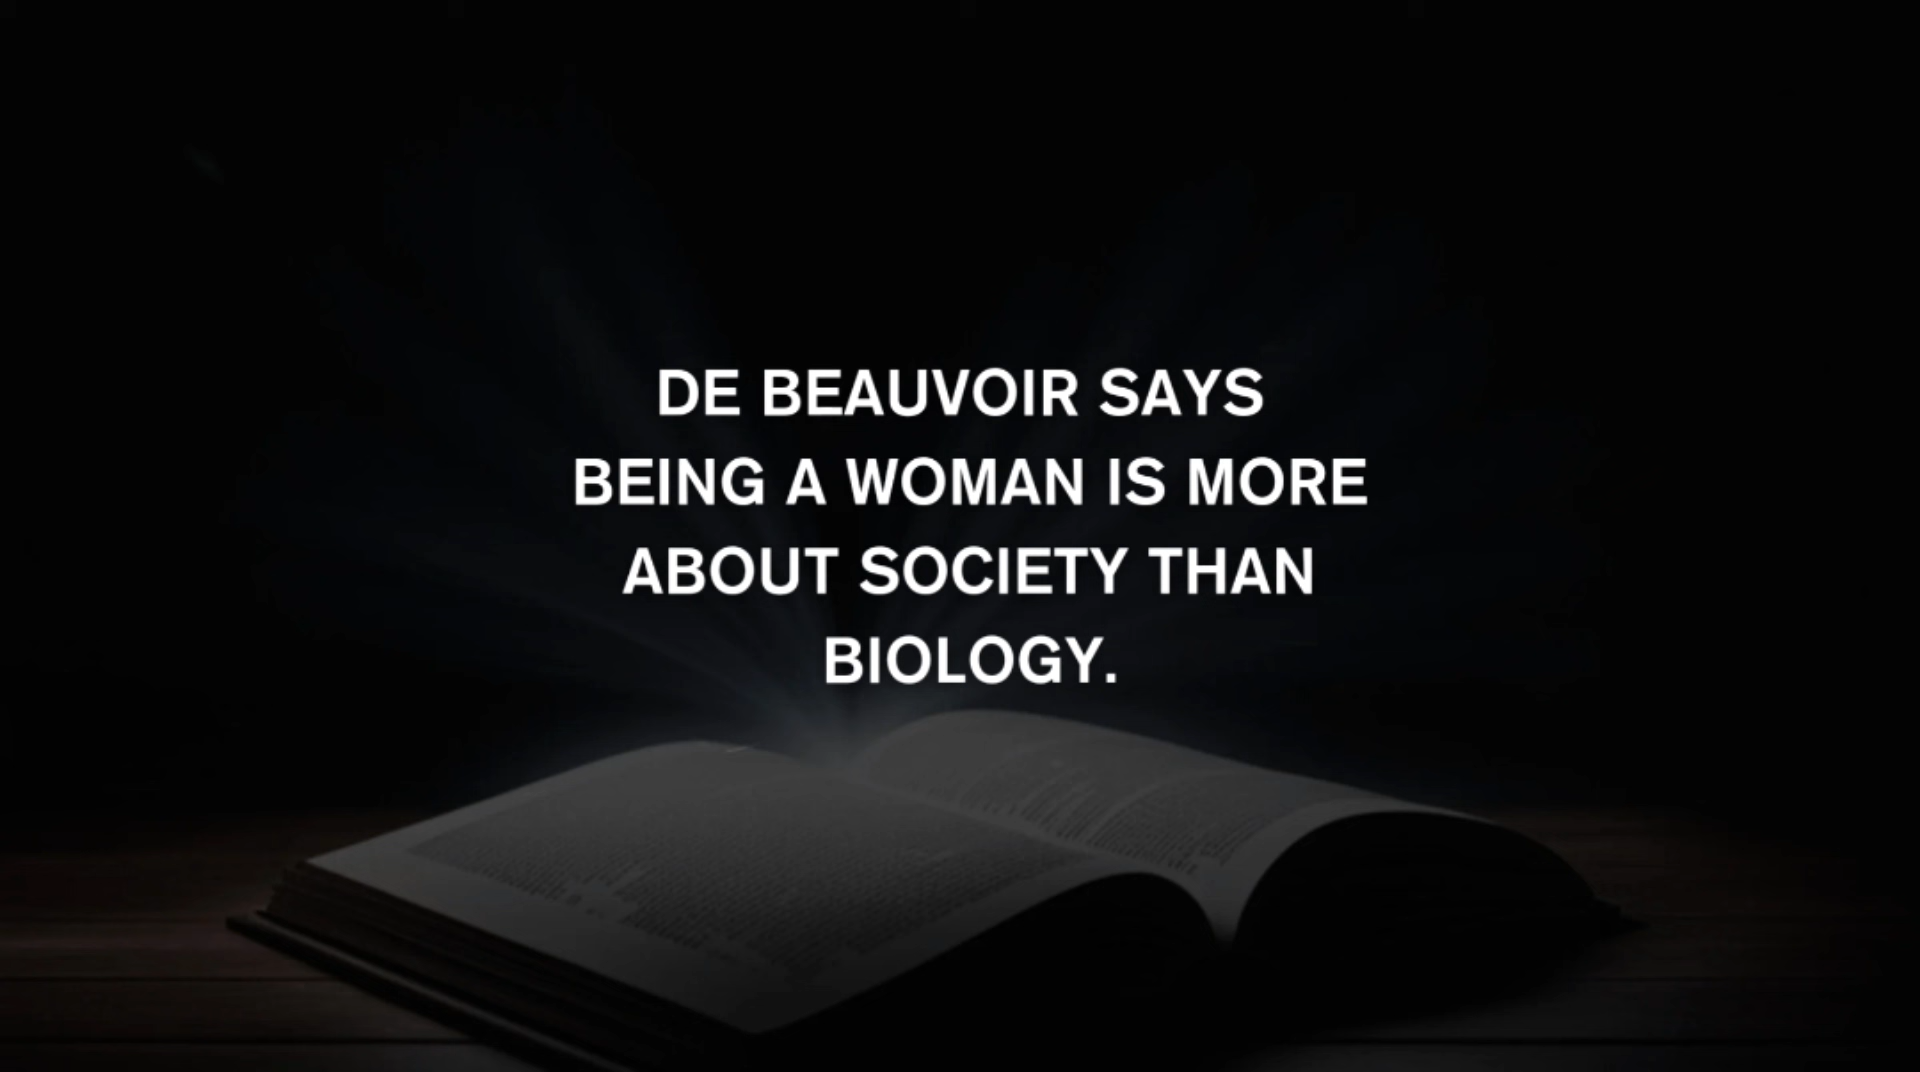 DE BEAUVOIR SAYS
BEING A WOMAN IS MORE
ABOUT SOCIETY THAN
BIOLOGY.